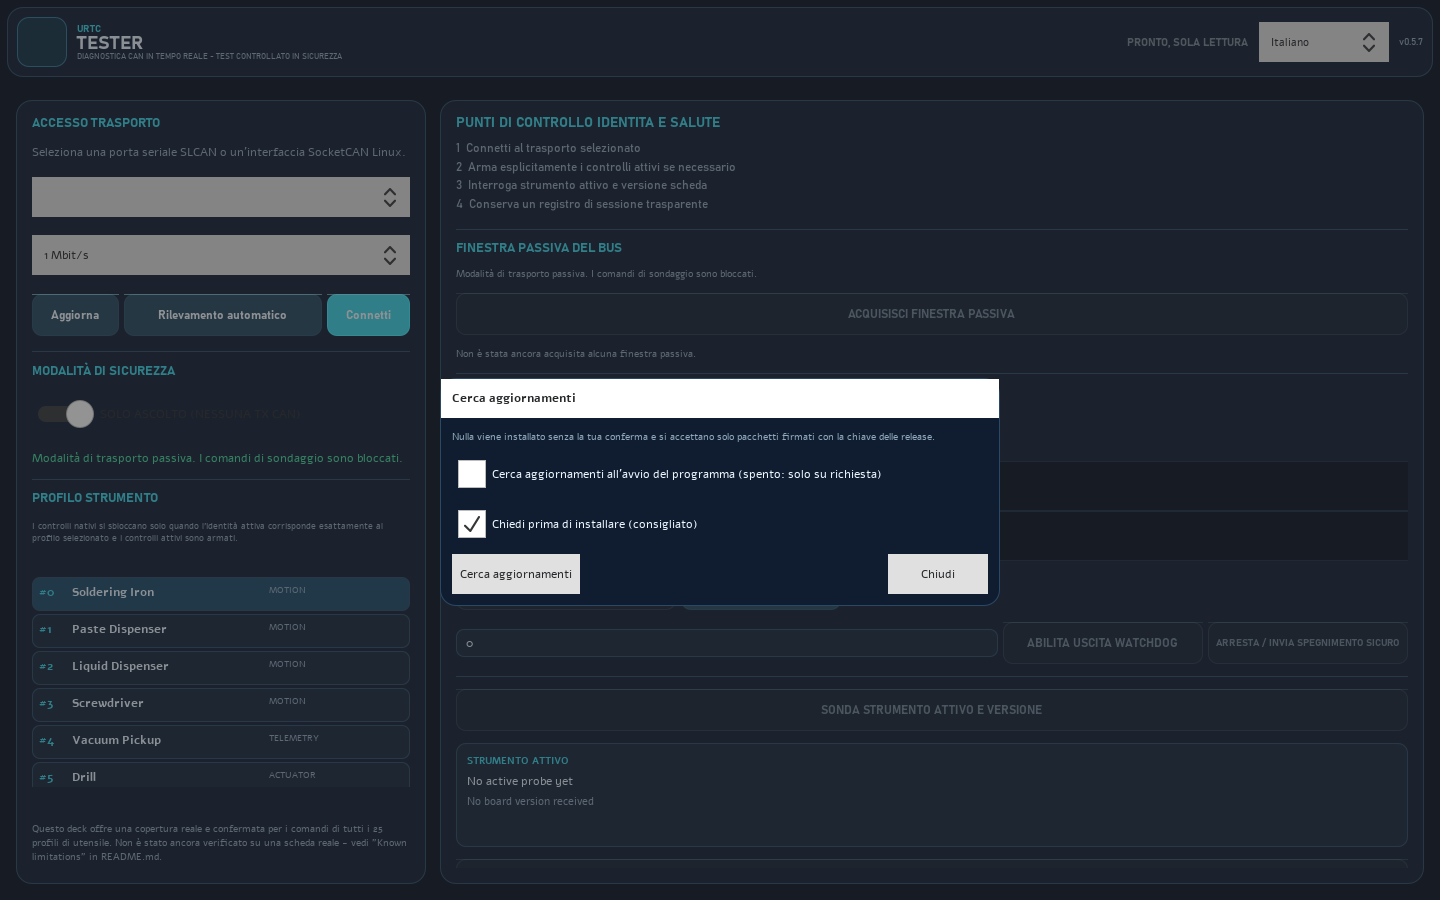 URTC
TESTER
DIAGNOSTICA CAN IN TEMPO REALE - TEST CONTROLLATO IN SICUREZZA
PRONTO, SOLA LETTURA
Italiano
v0.5.7
ACCESSO TRASPORTO
Seleziona una porta seriale SLCAN o un'interfaccia SocketCAN Linux.
1 Mbit/s
Aggiorna
Rilevamento automatico
Connetti
MODALITÀ DI SICUREZZA
SOLO ASCOLTO (NESSUNA TX CAN)
Modalità di trasporto passiva. I comandi di sondaggio sono bloccati.
PROFILO STRUMENTO
I controlli nativi si sbloccano solo quando l'identità attiva corrisponde esattamente al
profilo selezionato e i controlli attivi sono armati.
#0 Soldering Iron MOTION
#1 Paste Dispenser MOTION
#2 Liquid Dispenser MOTION
#3 Screwdriver MOTION
#4 Vacuum Pickup TELEMETRY
#5 Drill ACTUATOR
Questo deck offre una copertura reale e confermata per i comandi di tutti i 25
profili di utensile. Non è stato ancora verificato su una scheda reale - vedi "Known
limitations" in README.md.
PUNTI DI CONTROLLO IDENTITA E SALUTE
1 Connetti al trasporto selezionato
2 Arma esplicitamente i controlli attivi se necessario
3 Interroga strumento attivo e versione scheda
4 Conserva un registro di sessione trasparente
FINESTRA PASSIVA DEL BUS
Modalità di trasporto passiva. I comandi di sondaggio sono bloccati.
ACQUISISCI FINESTRA PASSIVA
Non è stata ancora acquisita alcuna finestra passiva.
Cerca aggiornamenti
Nulla viene installato senza la tua conferma e si accettano solo pacchetti firmati con la chiave delle release.
Cerca aggiornamenti all'avvio del programma (spento: solo su richiesta)
Chiedi prima di installare (consigliato)
Cerca aggiornamenti
Chiudi
0
ABILITA USCITA WATCHDOG
ARRESTA / INVIA SPEGNIMENTO SICURO
SONDA STRUMENTO ATTIVO E VERSIONE
STRUMENTO ATTIVO
No active probe yet
No board version received